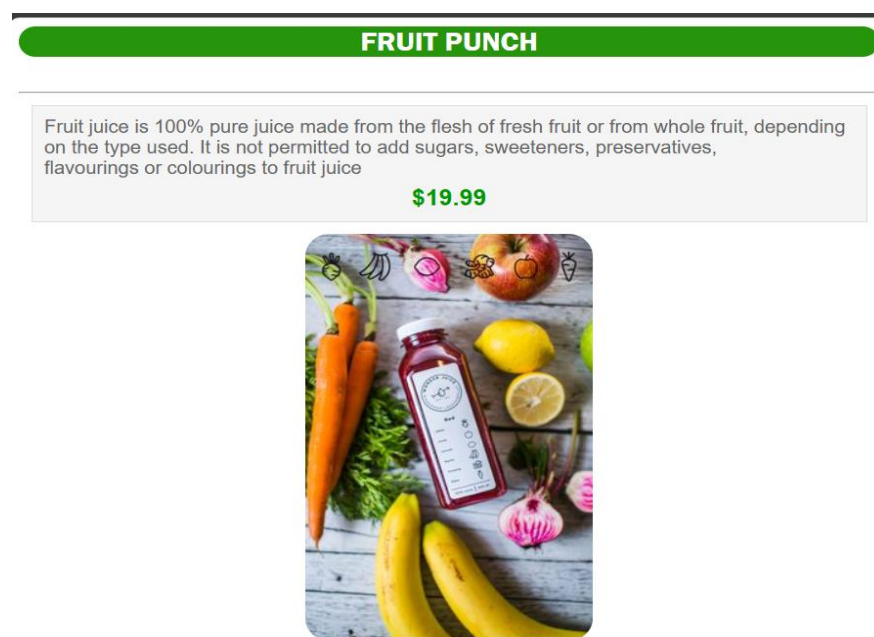 FRUIT PUNCH
Fruit juice is 100% pure juice made from the flesh of fresh fruit or from whole fruit, depending
on the type used. It is not permitted to add sugars, sweeteners, preservatives,
flavourings or colourings to fruit juice
$19.99